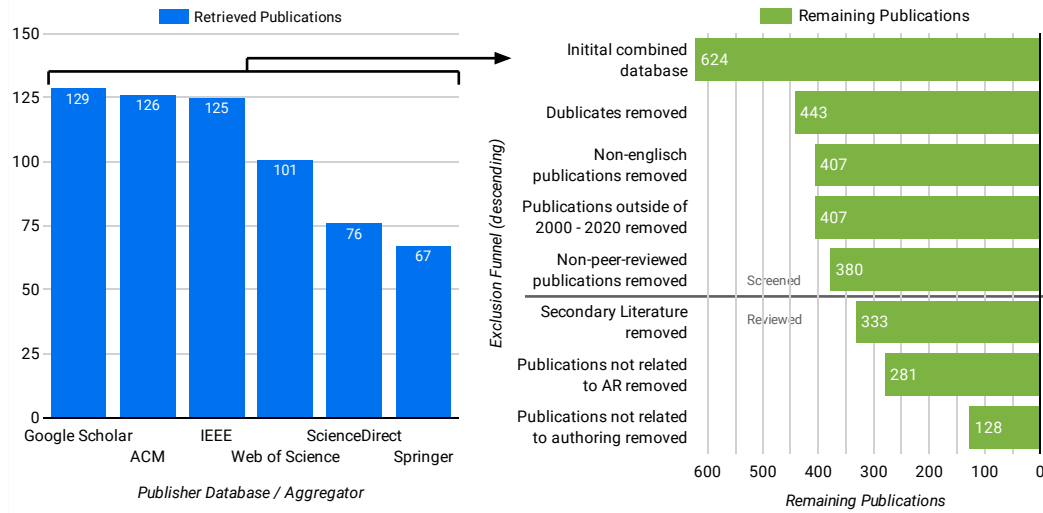 Retrieved Publications
150
125
100
75
50
25
0
129
126
125
101
76
67
Google Scholar
ACM
IEEE
Web of Science
ScienceDirect
Springer
Publisher Database / Aggregator
Remaining Publications
Exclusion Funnel (descending)
Initital combined
database
624
Dublicates removed
443
Non-englisch
publications removed
407
Publications outside of
2000 - 2020 removed
407
Non-peer-reviewed
publications removed
380
Screened
Reviewed
Secondary Literature
removed
333
Publications not related
to AR removed
281
Publications not related
to authoring removed
128
600
500
400
300
200
100
0
Remaining Publications